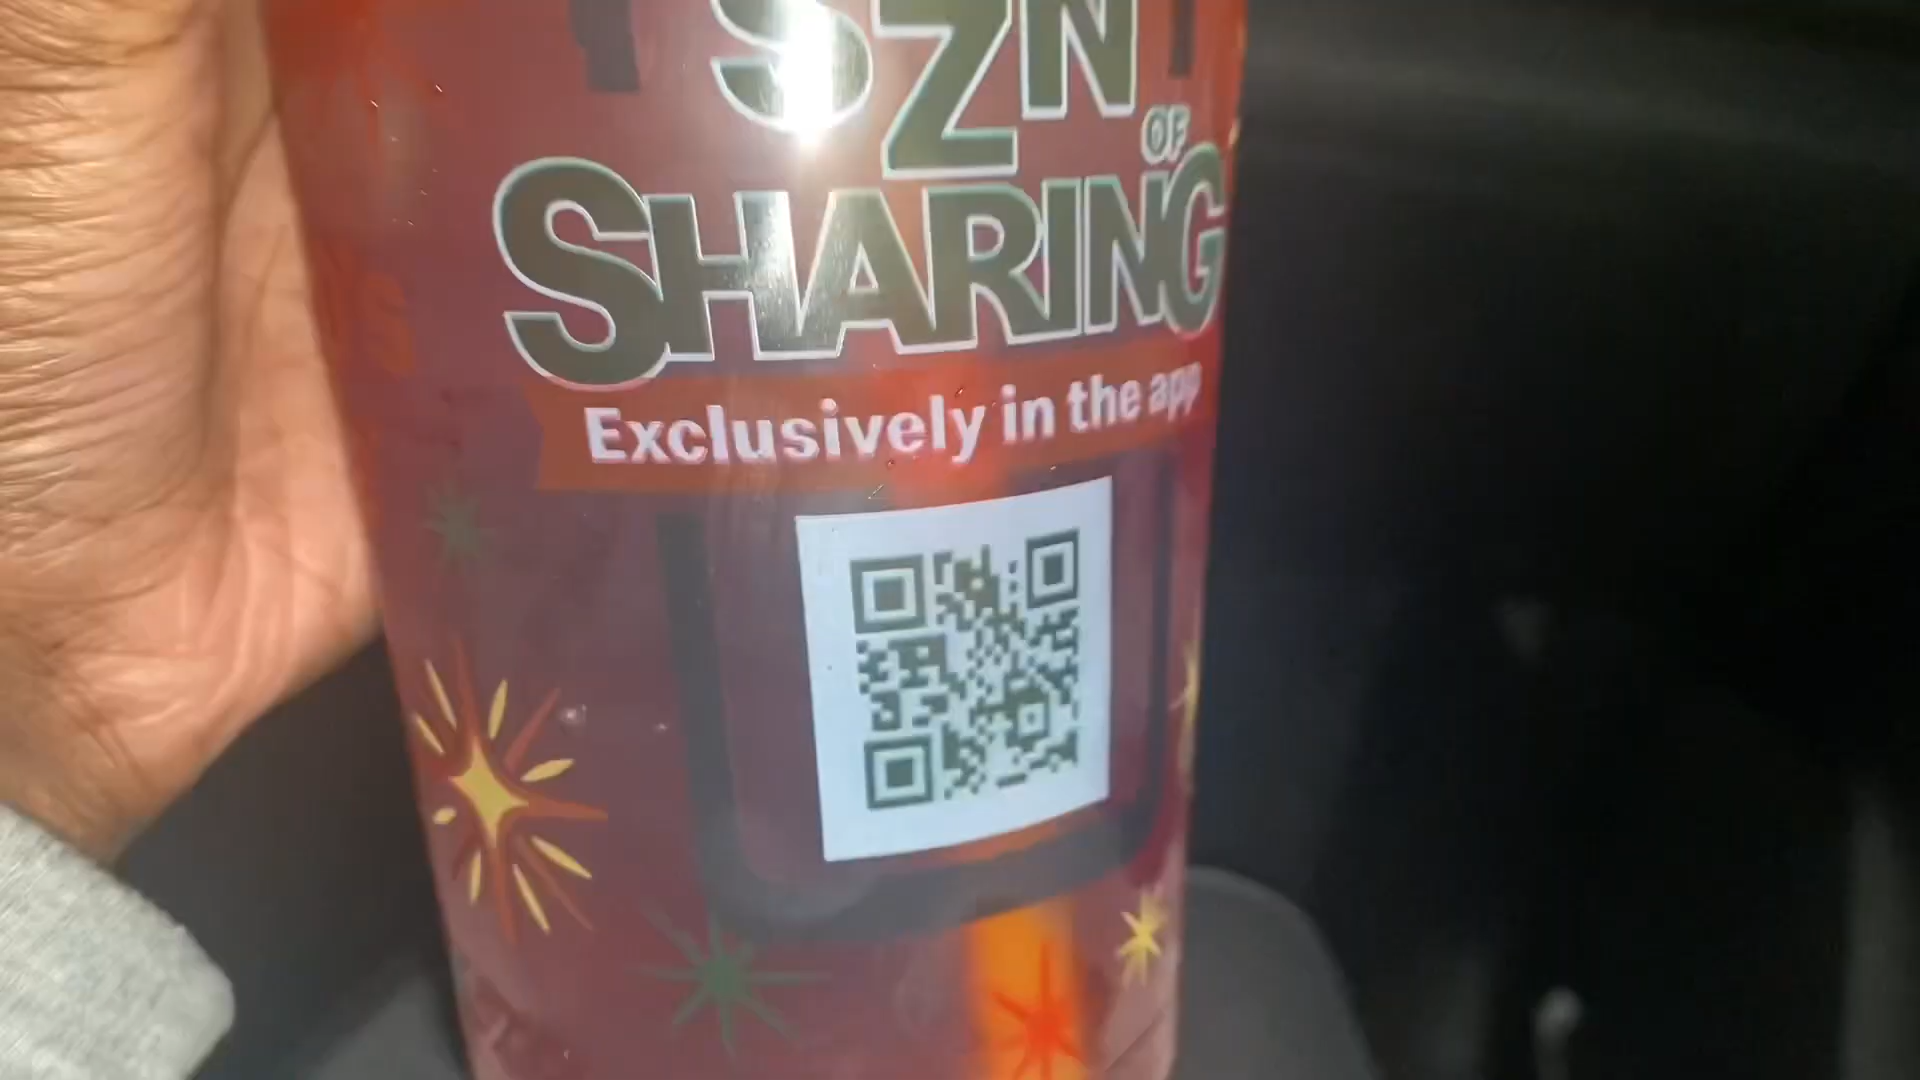 SZN
OF
SHARING
Exclusively in the app